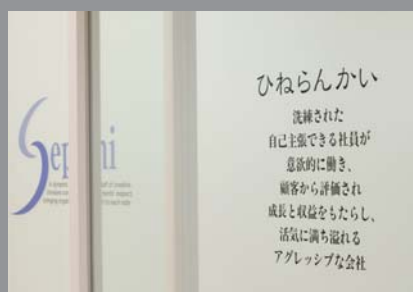 ひねらんかい
洗練された
自己主張できる社員が
意欲的に働き、
顧客から評価され
成長と収益をもたらし、
活気に満ち溢れる
アグレッシブな会社